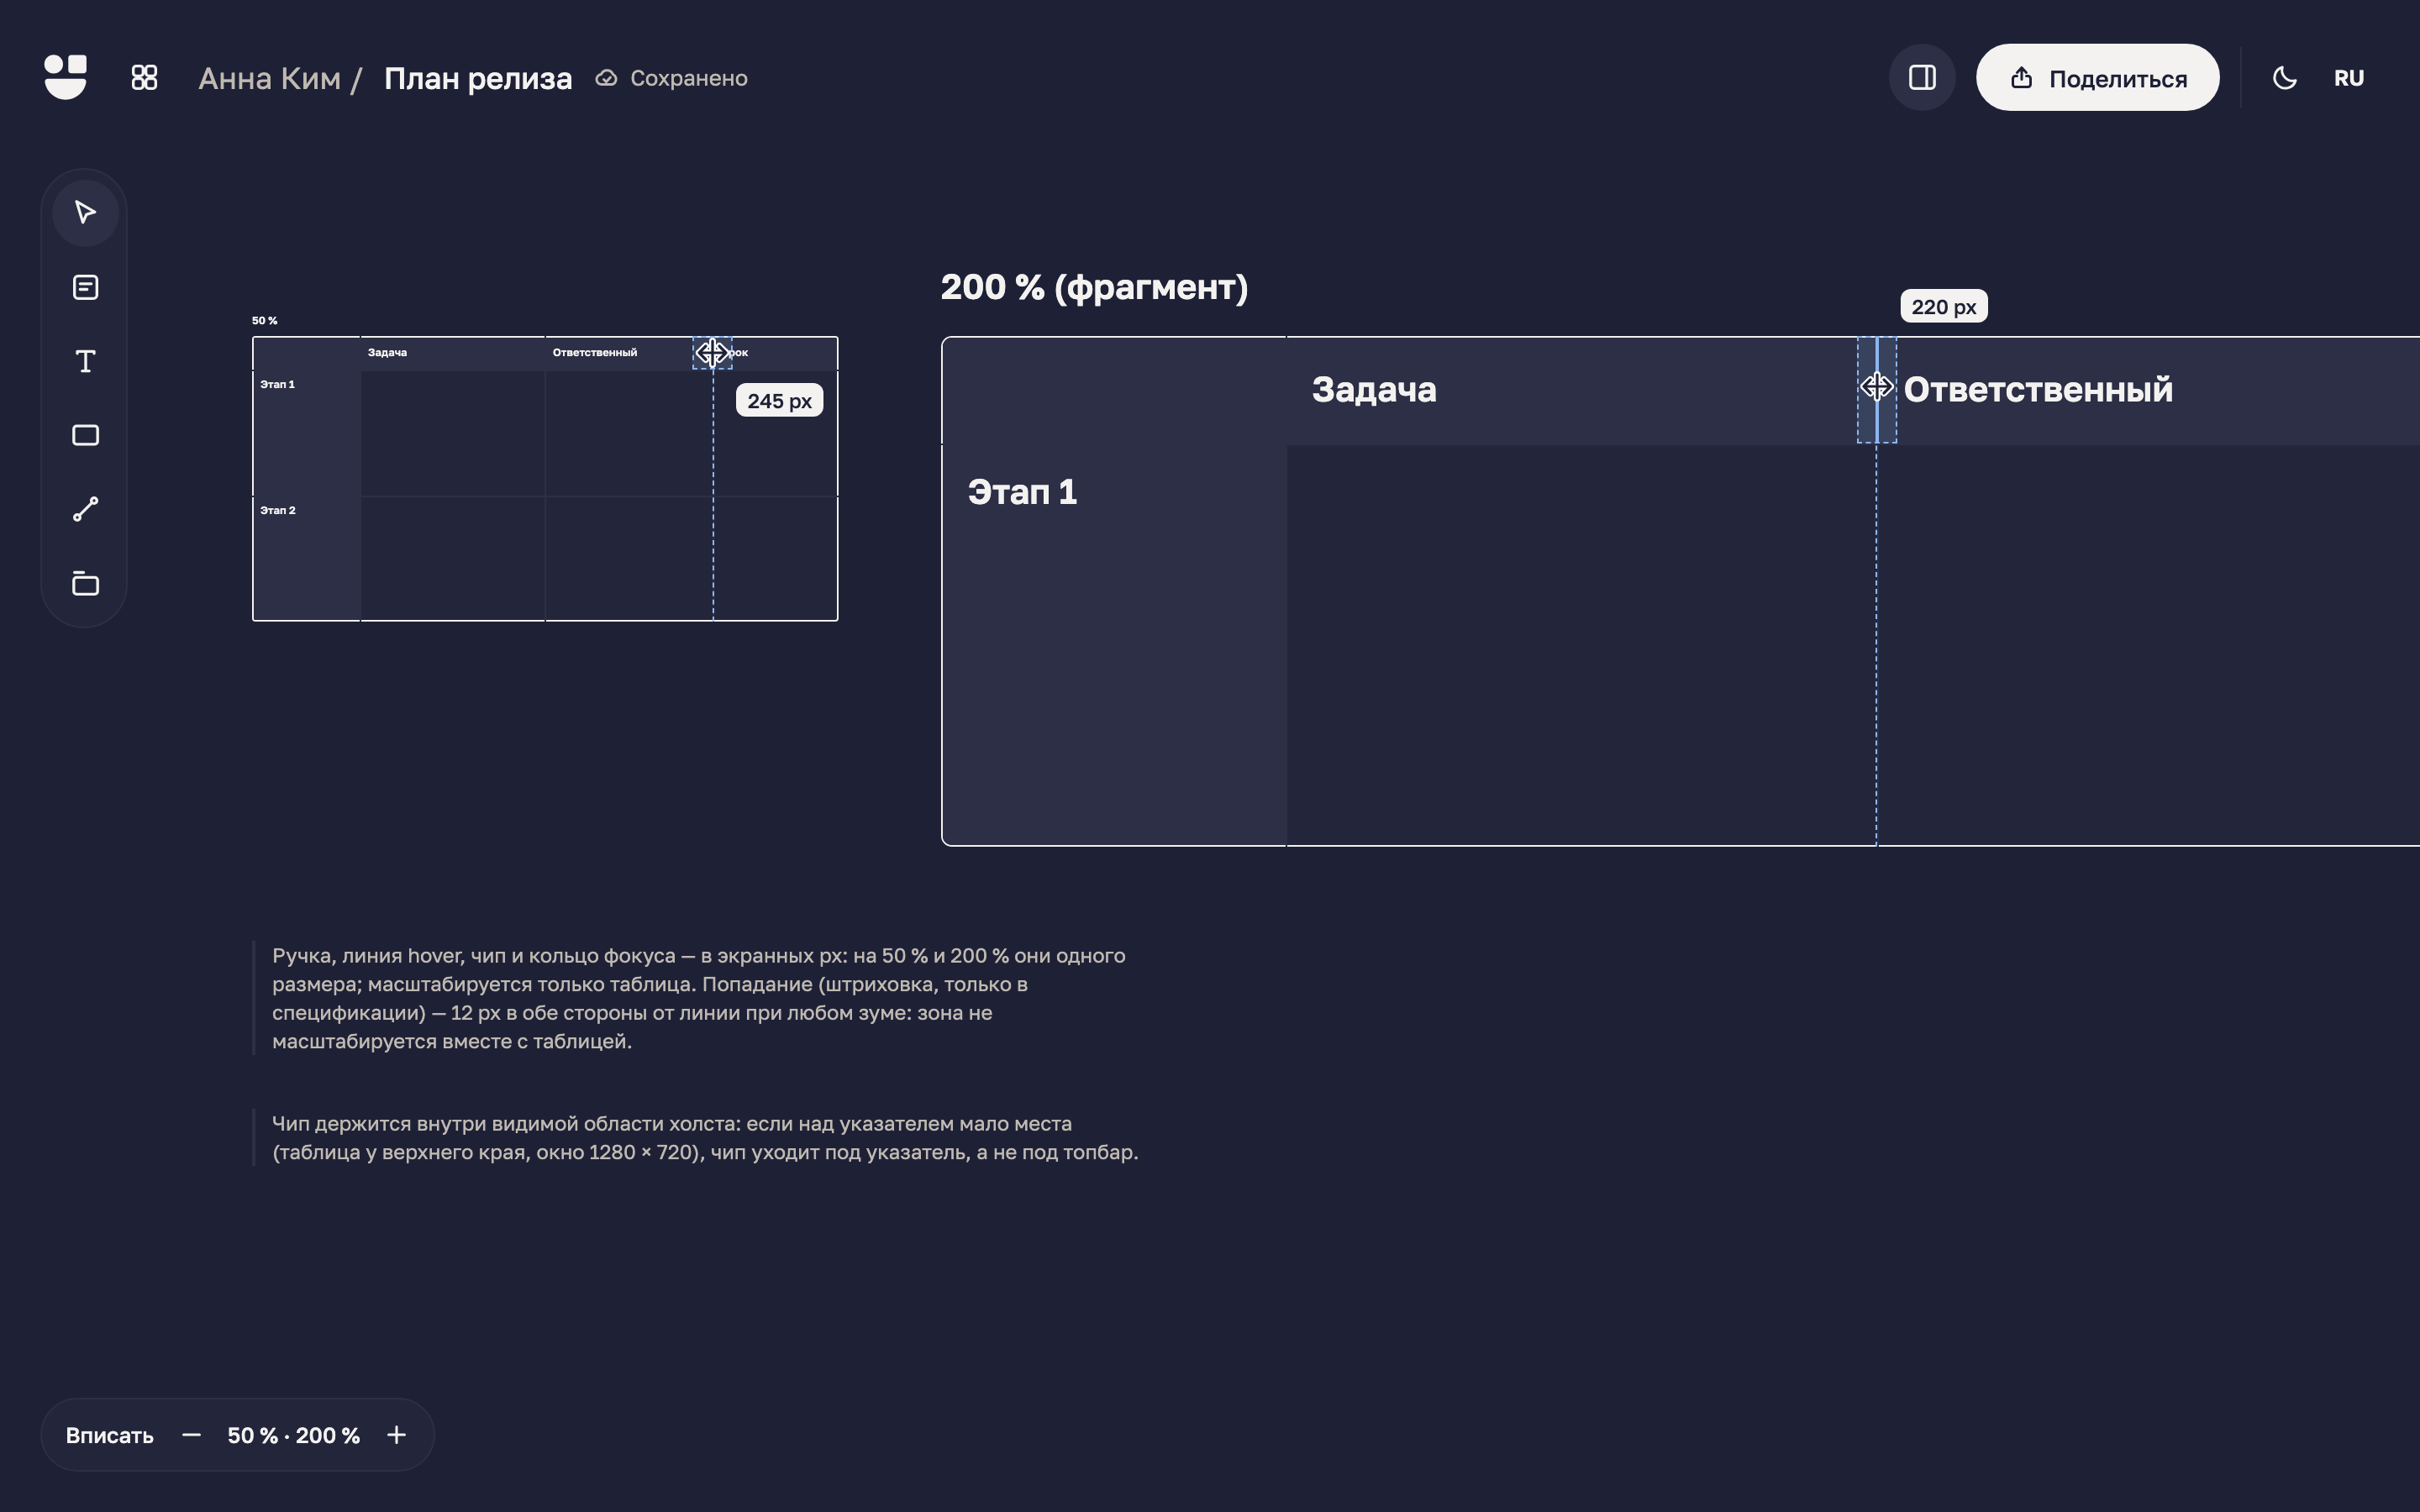 Анна Ким / План релиза Сохранено
Поделиться
RU
200 % (фрагмент)
220 px
50 %
Задача Ответственный рок
245 px
Этап 1
Этап 2
Задача Ответственный
Этап 1
Ручка, линия hover, чип и кольцо фокуса — в экранных px: на 50 % и 200 % они одного
размера; масштабируется только таблица. Попадание (штриховка, только в
спецификации) — 12 px в обе стороны от линии при любом зуме: зона не
масштабируется вместе с таблицей.
Чип держится внутри видимой области холста: если над указателем мало места
(таблица у верхнего края, окно 1280 × 720), чип уходит под указатель, а не под топбар.
Вписать — 50 % · 200 % +